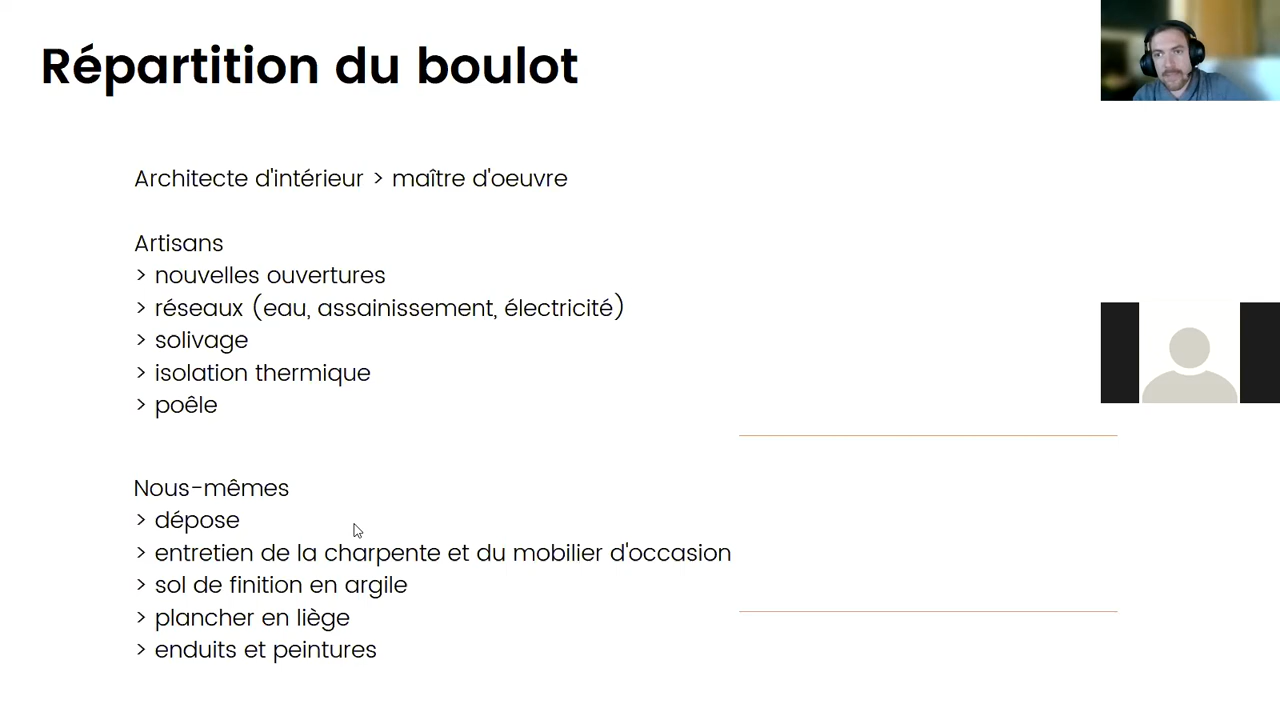 Répartition du boulot
Architecte d'intérieur > maître d'oeuvre
Artisans
> nouvelles ouvertures
> réseaux (eau, assainissement, électricité)
> solivage
> isolation thermique
> poêle
Nous-mêmes
> dépose
> entretien de la charpente et du mobilier d'occasion
> sol de finition en argile
> plancher en liège
> enduits et peintures